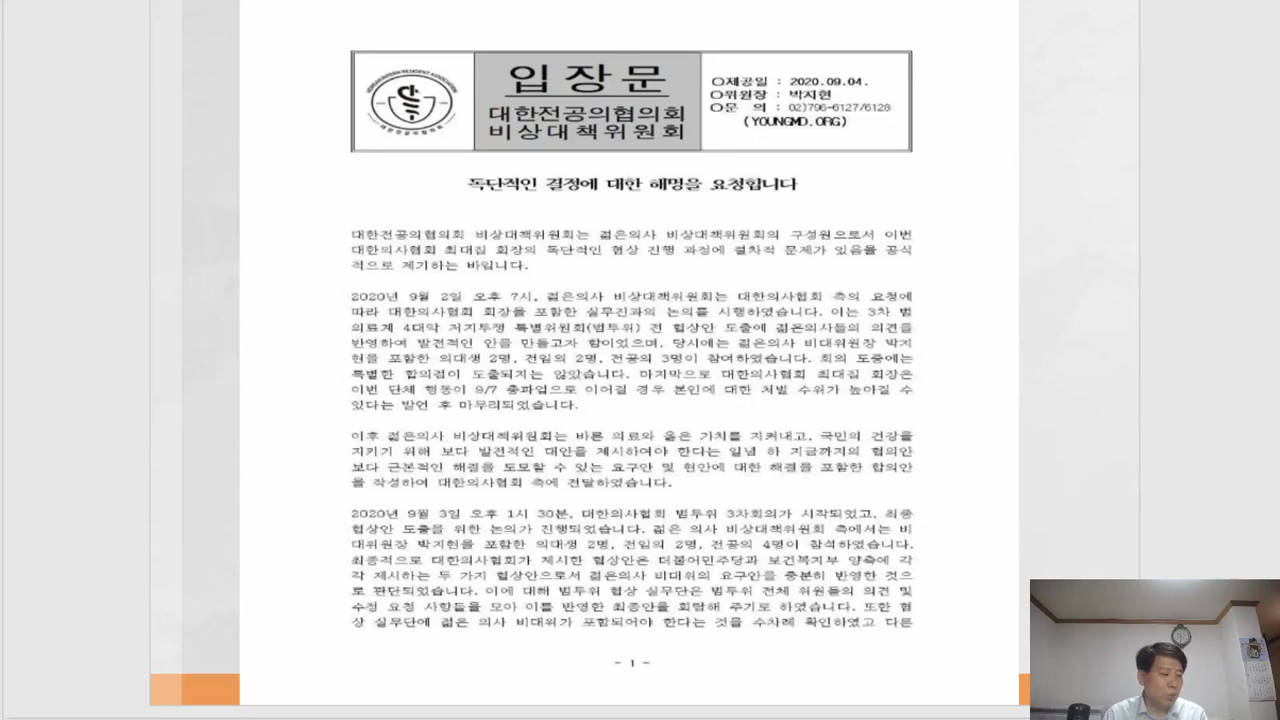 KOREAN INTERN RESIDENT ASSOCIATION
대한전공의협의회
입장문
대한전공의협의회
비상대책위원회
○제공일 : 2020.09.04.
○위원장 : 박지현
○문 의 : 02)796-6127/6128
(YOUNGMD.ORG)
독단적인 결정에 대한 해명을 요청합니다
대한전공의협의회 비상대책위원회는 젊은의사 비상대책위원회의 구성원으로서 이번
대한의사협회 최대집 회장의 독단적인 협상 진행 과정에 절차적 문제가 있음을 공식
적으로 제기하는 바입니다.
2020년 9월 2일 오후 7시, 젊은의사 비상대책위원회는 대한의사협회 측의 요청에
따라 대한의사협회 회장을 포함한 실무진과의 논의를 시행하였습니다. 이는 3차 범
의료계 4대악 저지투쟁 특별위원회(범투위) 전 협상안 도출에 젊은의사들의 의견을
반영하여 발전적인 안을 만들고자 함이었으며, 당시에는 젊은의사 비대위원장 박지
현을 포함한 의대생 2명, 전임의 2명, 전공의 3명이 참여하였습니다. 회의 도중에는
특별한 합의점이 도출되지는 않았습니다. 마지막으로 대한의사협회 최대집 회장은
이번 단체 행동이 9/7 총파업으로 이어질 경우 본인에 대한 처벌 수위가 높아질 수
있다는 발언 후 마무리되었습니다.
이후 젊은의사 비상대책위원회는 바른 의료와 옳은 가치를 지켜내고, 국민의 건강을
지키기 위해 보다 발전적인 대안을 제시하여야 한다는 일념 하 지금까지의 협의안
보다 근본적인 해결을 도모할 수 있는 요구안 및 현안에 대한 해결을 포함한 합의안
을 작성하여 대한의사협회 측에 전달하였습니다.
2020년 9월 3일 오후 1시 30분, 대한의사협회 범투위 3차회의가 시작되었고, 최종
협상안 도출을 위한 논의가 진행되었습니다. 젊은 의사 비상대책위원회 측에서는 비
대위원장 박지현을 포함한 의대생 2명, 전임의 2명, 전공의 4명이 참석하였습니다.
최종적으로 대한의사협회가 제시한 협상안은 더불어민주당과 보건복지부 양측에 각
각 제시하는 두 가지 협상안으로서 젊은의사 비대위의 요구안을 충분히 반영한 것으
로 판단되었습니다. 이에 대해 범투위 협상 실무단은 범투위 전체 위원들의 의견 및
수정 요청 사항들을 모아 이를 반영한 최종안을 회람해 주기로 하였습니다. 또한 협
상 실무단에 젊은 의사 비대위가 포함되어야 한다는 것을 수차례 확인하였고 다른
- 1 -